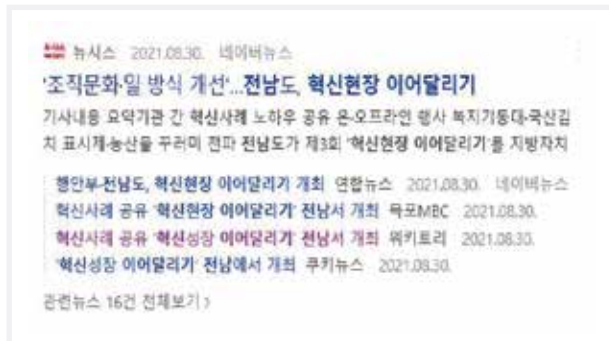 뉴시스 2021.08.30. 네이버뉴스
'조직문화·일 방식 개선'...전남도, 혁신현장 이어달리기
기사내용 요약기관 간 혁신사례 노하우 공유 온·오프라인 행사 복지기동대·국산김
치 표시제·농산물 꾸러미 전파 전남도가 제3회 '혁신현장 이어달리기'를 지방자치
행안부·전남도, 혁신현장 이어달리기 개최 연합뉴스 2021.08.30. 네이버뉴스
혁신사례 공유 '혁신현장 이어달리기' 전남서 개최 목포MBC 2021.08.30.
혁신사례 공유 '혁신성장 이어달리기' 전남서 개최 위키트리 2021.08.30.
'혁신성장 이어달리기' 전남에서 개최 쿠키뉴스 2021.08.30.
관련뉴스 16건 전체보기 >